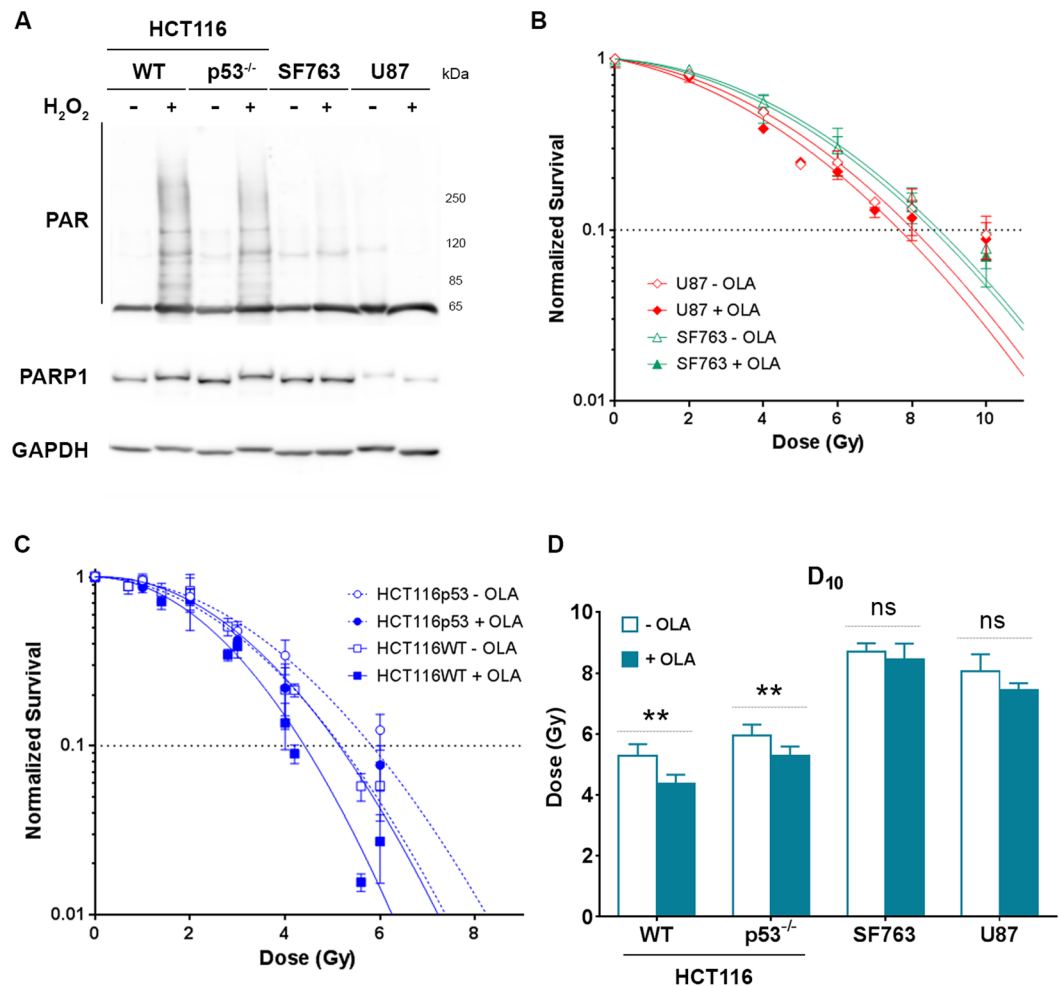 A
HCT116
WT p53-/- SF763 U87 kDa
H2O2 - + - + - + - +
PAR
250
120
85
65
PARP1
GAPDH
B
Normalized Survival
1
0.1
0.01
U87 - OLA
U87 + OLA
SF763 - OLA
SF763 + OLA
0 2 4 6 8 10
Dose (Gy)
C
Normalized Survival
1
0.1
0.01
HCT116p53 - OLA
HCT116p53 + OLA
HCT116WT - OLA
HCT116WT + OLA
0 2 4 6 8
Dose (Gy)
D
D10
Dose (Gy)
10
8
6
4
2
0
- OLA
+ OLA
** ** ns ns
WT p53-/- SF763 U87
HCT116